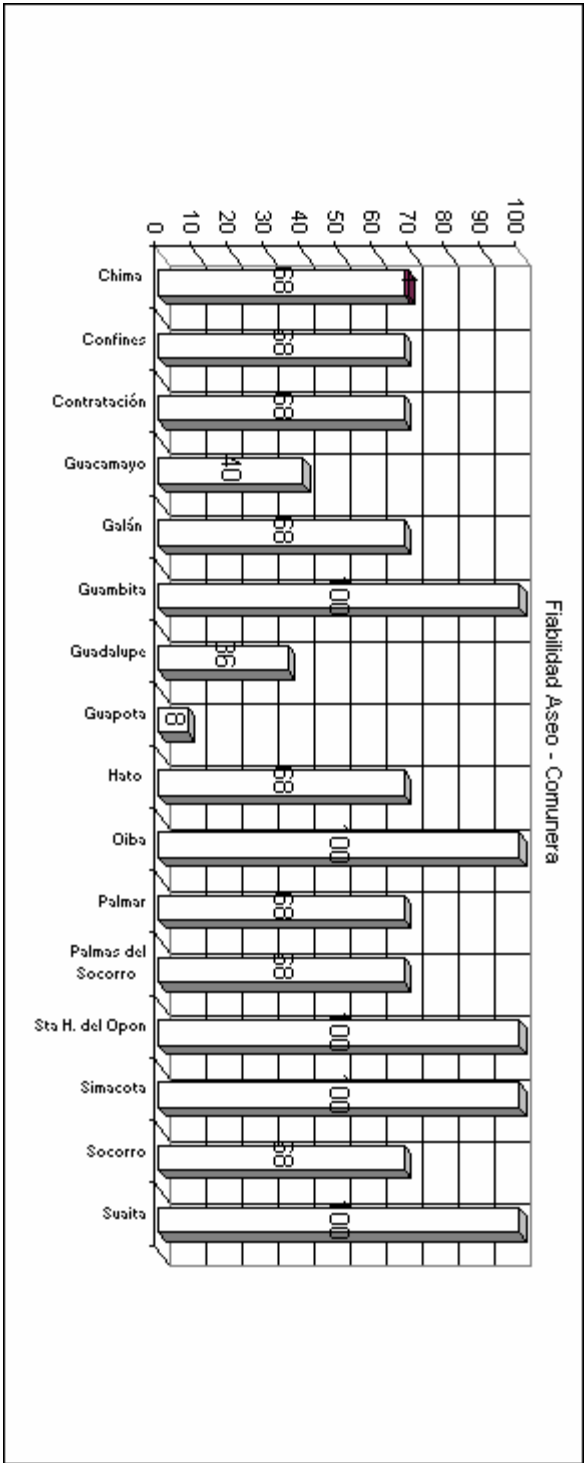 Fiabilidad Aseo - Comunera
100
90
80
70
60
50
40
30
20
10
0
68
68
68
40
68
100
36
8
68
100
68
68
100
100
68
100
Chima
Confines
Contratación
Guacamayo
Galán
Guambita
Guadalupe
Guapota
Hato
Oiba
Palmar
Palmas del
Socorro
Sta H. del Opon
Simacota
Socorro
Suaita